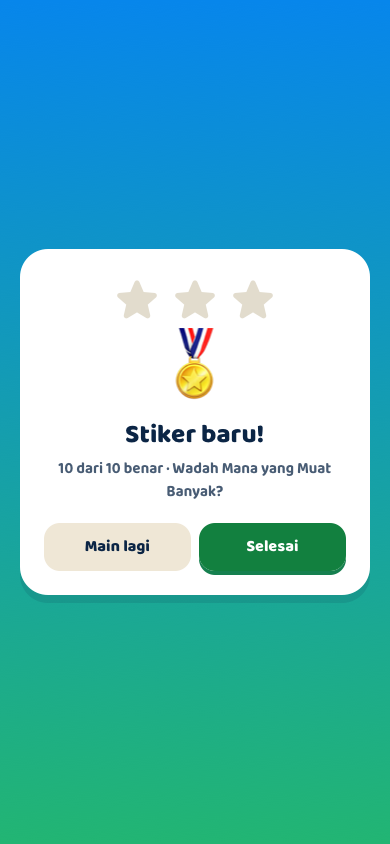 Stiker baru!
10 dari 10 benar · Wadah Mana yang Muat
Banyak?
Main lagi
Selesai